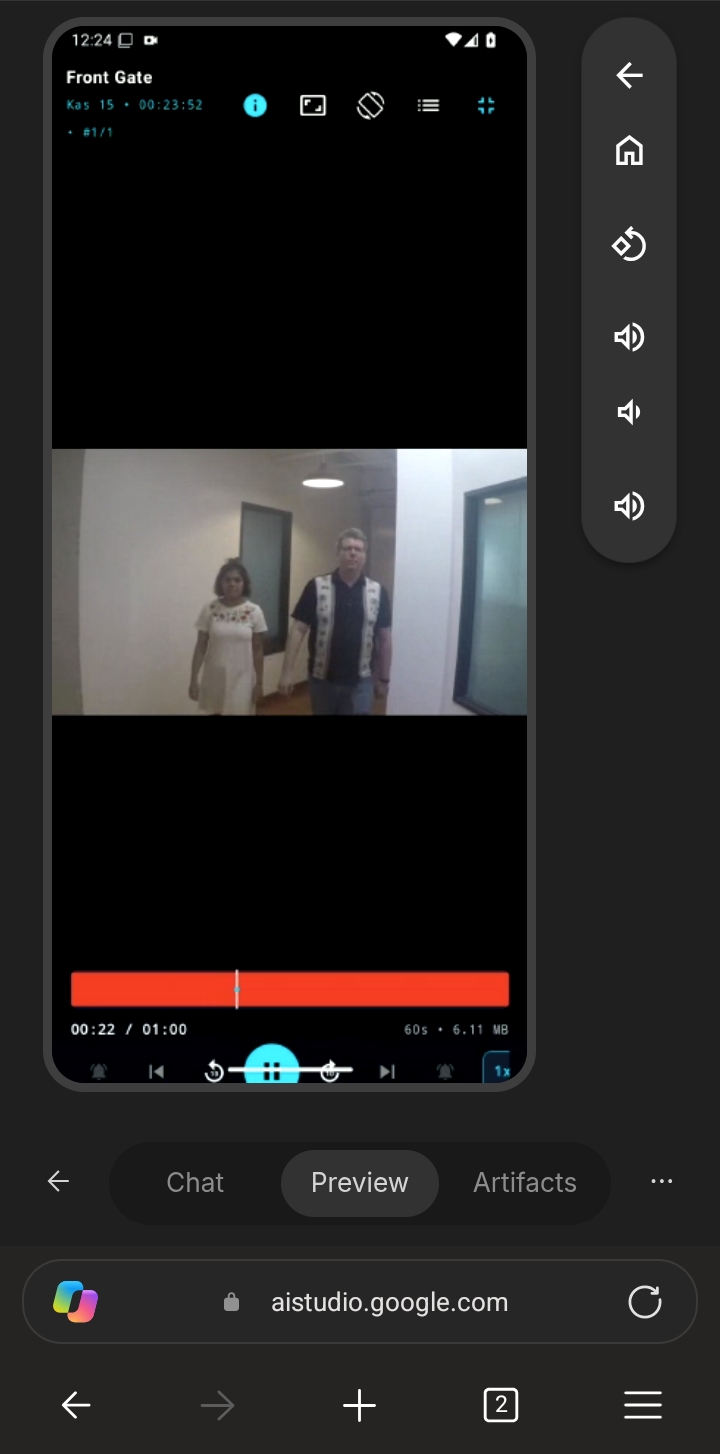 12:24
Front Gate
Kas 15 • 00:23:52
• #1/1
00:22 / 01:00
60s • 6.11 MB
10
1x
Chat
Preview
Artifacts
aistudio.google.com
2